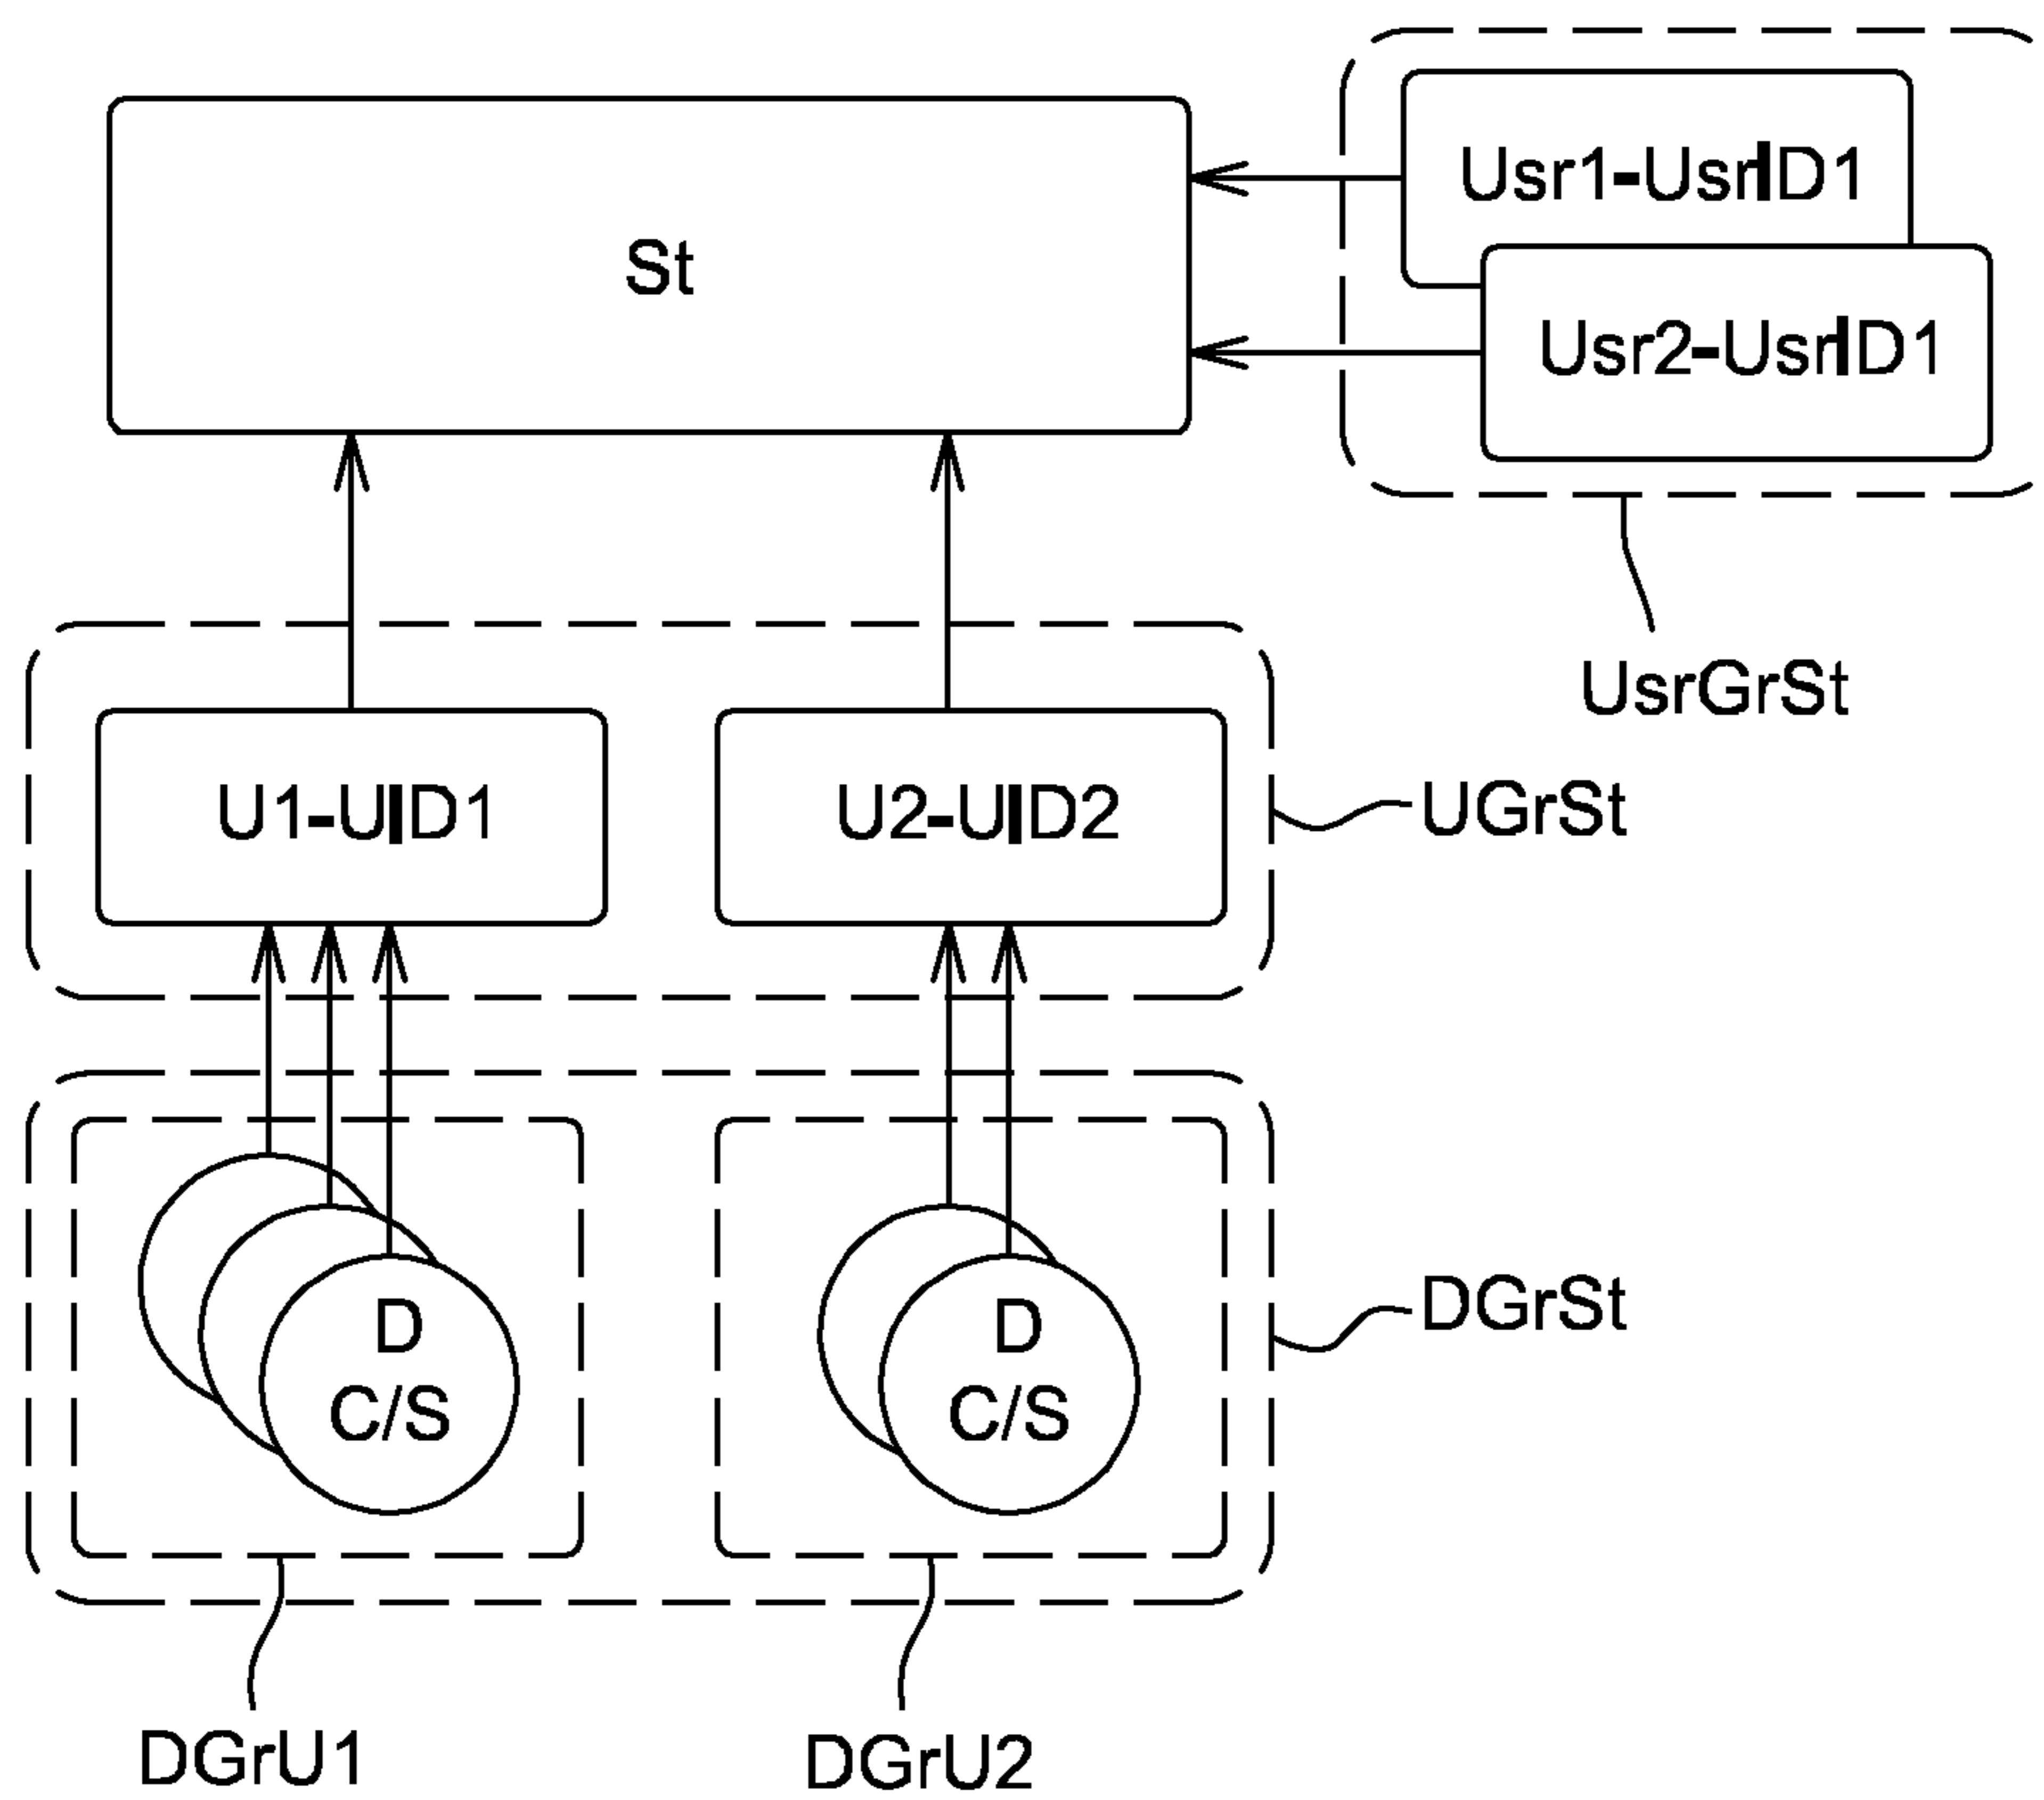 Usr1-UsrID1
St
Usr2-UsrID1
UsrGrSt
U1-UID1
U2-UID2
UGrSt
D
C/S
D
C/S
DGrSt
DGrU1
DGrU2